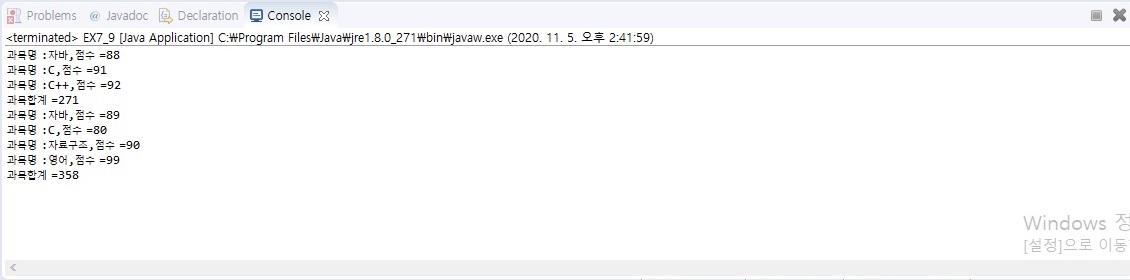 Problems @ Javadoc Declaration Console
<terminated> EX7_9 [Java Application] C:₩Program Files₩Java₩jre1.8.0_271₩bin₩javaw.exe (2020. 11. 5. 오후 2:41:59)
과목명 :자바,점수 =88
과목명 :C,점수 =91
과목명 :C++,점수 =92
과목합계 =271
과목명 :자바,점수 =89
과목명 :C,점수 =80
과목명 :자료구조,점수 =90
과목명 :영어,점수 =99
과목합계 =358
Windows 정
[설정]으로 이동